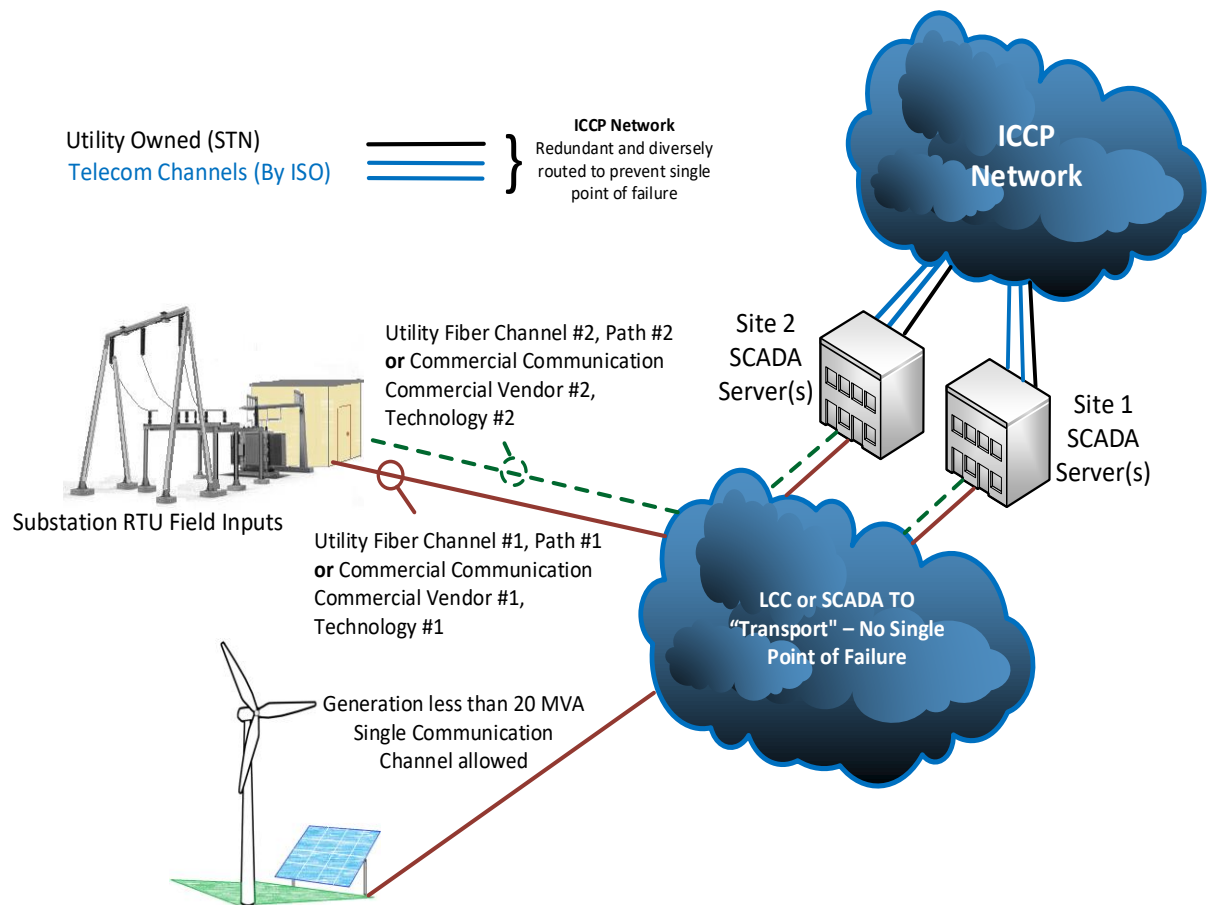 Utility Owned (STN)
Telecom Channels (By ISO)
ICCP Network
Redundant and diversely
routed to prevent single
point of failure
ICCP
Network
Site 2
SCADA
Server(s)
Site 1
SCADA
Server(s)
Utility Fiber Channel #2, Path #2
or Commercial Communication
Commercial Vendor #2,
Technology #2
Substation RTU Field Inputs
Utility Fiber Channel #1, Path #1
or Commercial Communication
Commercial Vendor #1,
Technology #1
LCC or SCADA TO
“Transport" – No Single
Point of Failure
Generation less than 20 MVA
Single Communication
Channel allowed